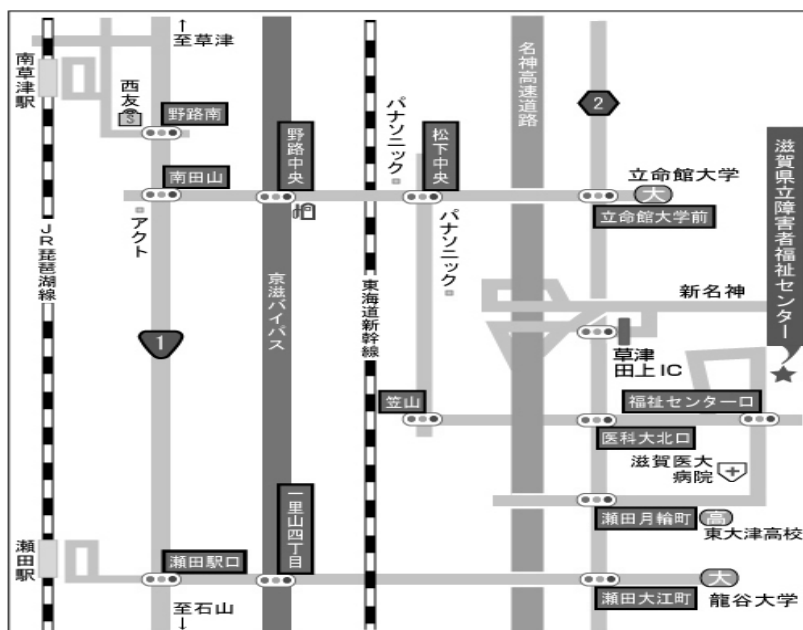 ↑
至草津
南草津駅
西友
S
野路南
南田山
アクト
JR琵琶湖線
1
野路中央
京滋バイパス
東海道新幹線
パナソニック
松下中央
パナソニック
名神高速道路
2
立命館大学
大
立命館大学前
滋賀県立障害者福祉センター
新名神
草津
田上IC
笠山
福祉センター口
医科大北口
滋賀医大
病院
瀬田月輪町
高
東大津高校
一里山四丁目
瀬田駅
瀬田駅口
至石山
↓
瀬田大江町
大
龍谷大学